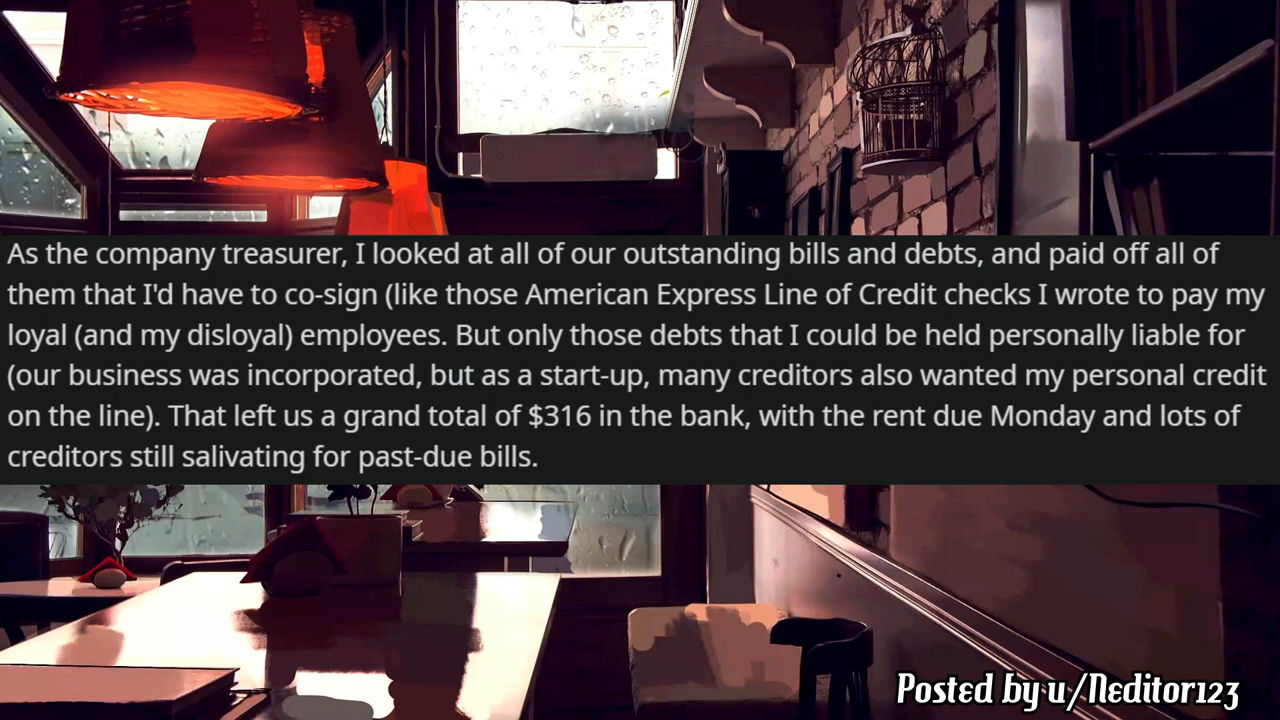 As the company treasurer, I looked at all of our outstanding bills and debts, and paid off all of
them that I'd have to co-sign (like those American Express Line of Credit checks I wrote to pay my
loyal (and my disloyal) employees. But only those debts that I could be held personally liable for
(our business was incorporated, but as a start-up, many creditors also wanted my personal credit
on the line). That left us a grand total of $316 in the bank, with the rent due Monday and lots of
creditors still salivating for past-due bills.
Posted by u/Neditor123